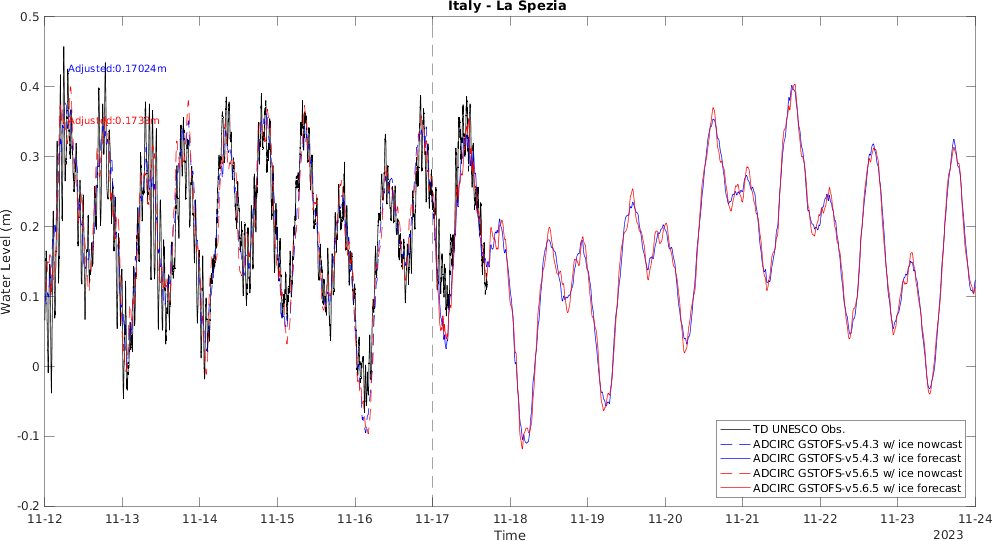 Italy - La Spezia
0.5
0.4
0.3
0.2
0.1
0
-0.1
-0.2
Water Level (m)
Adjusted:0.17024m
TD UNESCO Obs.
ADCIRC GSTOFS-v5.4.3 w/ ice nowcast
ADCIRC GSTOFS-v5.4.3 w/ ice forecast
ADCIRC GSTOFS-v5.6.5 w/ ice nowcast
ADCIRC GSTOFS-v5.6.5 w/ ice forecast
11-12 11-13 11-14 11-15 11-16 11-17 11-18 11-19 11-20 11-21 11-22 11-23 11-24
Time
2023